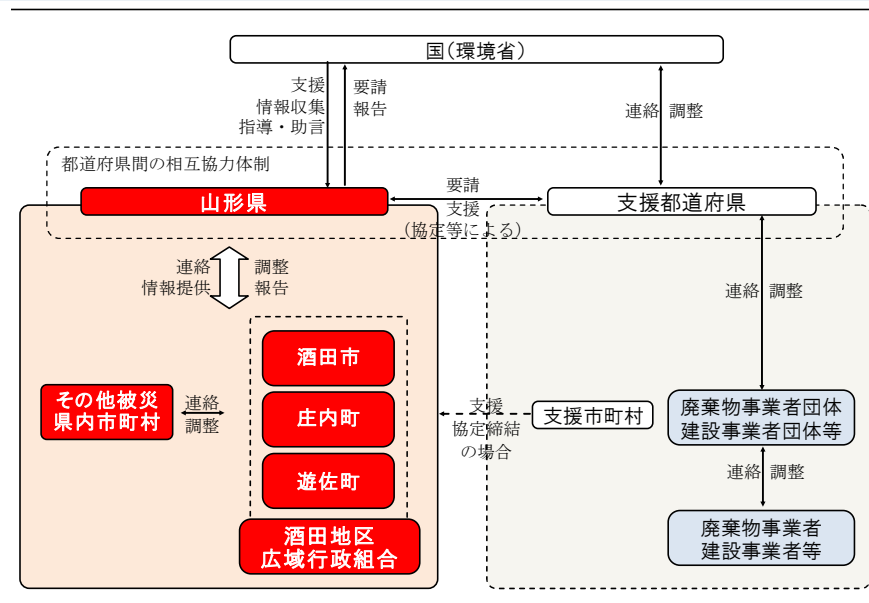 国（環境省）
支援
情報収集
指導・助言
要請
報告
連絡 調整
都道府県間の相互協力体制
山形県
要請
支援
（協定等による）
支援都道府県
連絡
情報提供
調整
報告
連絡 調整
酒田市
その他被災
県内市町村
連絡
調整
庄内町
支援
協定締結
の場合
支援市町村
廃棄物事業者団体
建設事業者団体等
遊佐町
連絡 調整
酒田地区
広域行政組合
廃棄物事業者
建設事業者等